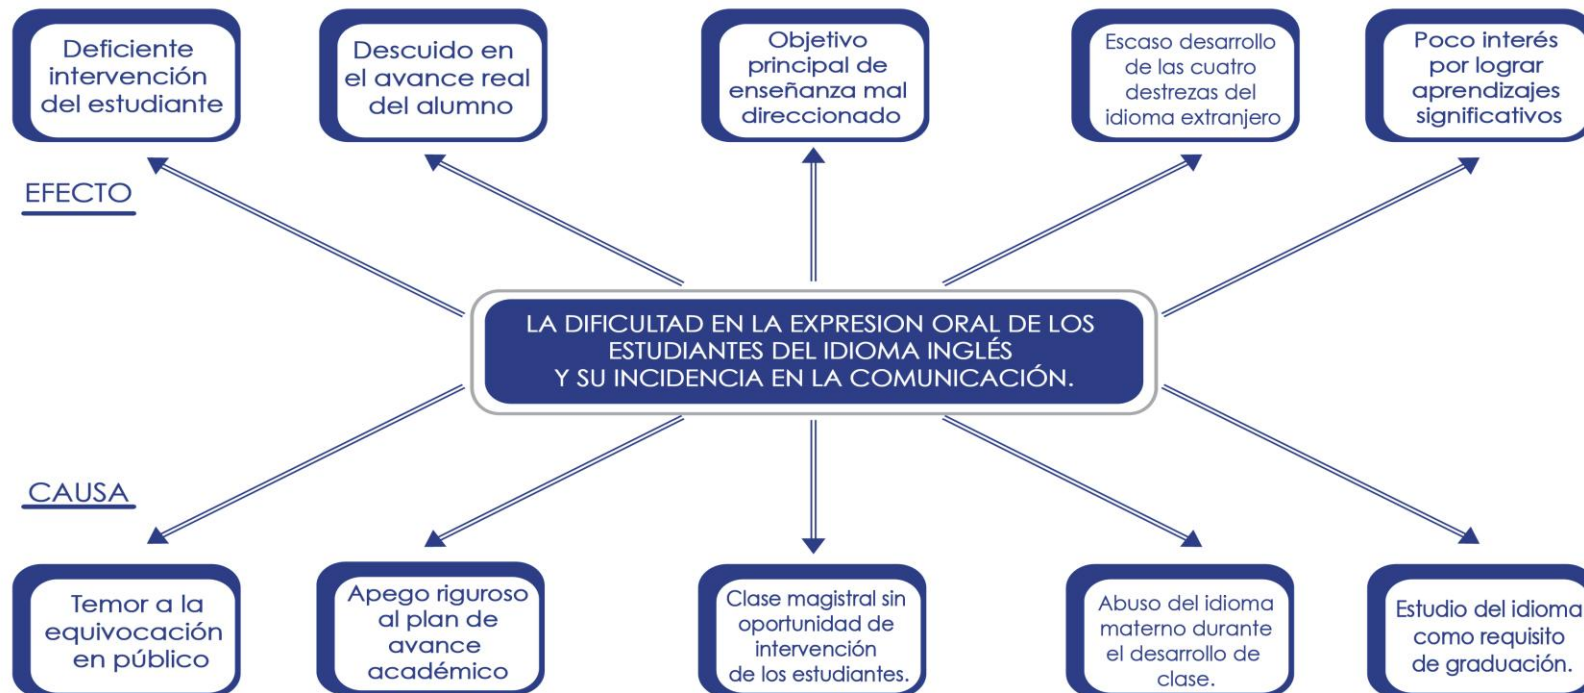 Deficiente
intervención
del estudiante
Descuido en
el avance real
del alumno
Objetivo
principal de
enseñanza mal
direccionado
Escaso desarrollo
de las cuatro
destrezas del
idioma extranjero
Poco interés
por lograr
aprendizajes
significativos
EFECTO
LA DIFICULTAD EN LA EXPRESION ORAL DE LOS
ESTUDIANTES DEL IDIOMA INGLÉS
Y SU INCIDENCIA EN LA COMUNICACIÓN.
CAUSA
Temor a la
equivocación
en público
Apego riguroso
al plan de
avance
académico
Clase magistral sin
oportunidad de
intervención
de los estudiantes.
Abuso del idioma
materno durante
el desarrollo de
clase.
Estudio del idioma
como requisito
de graduación.